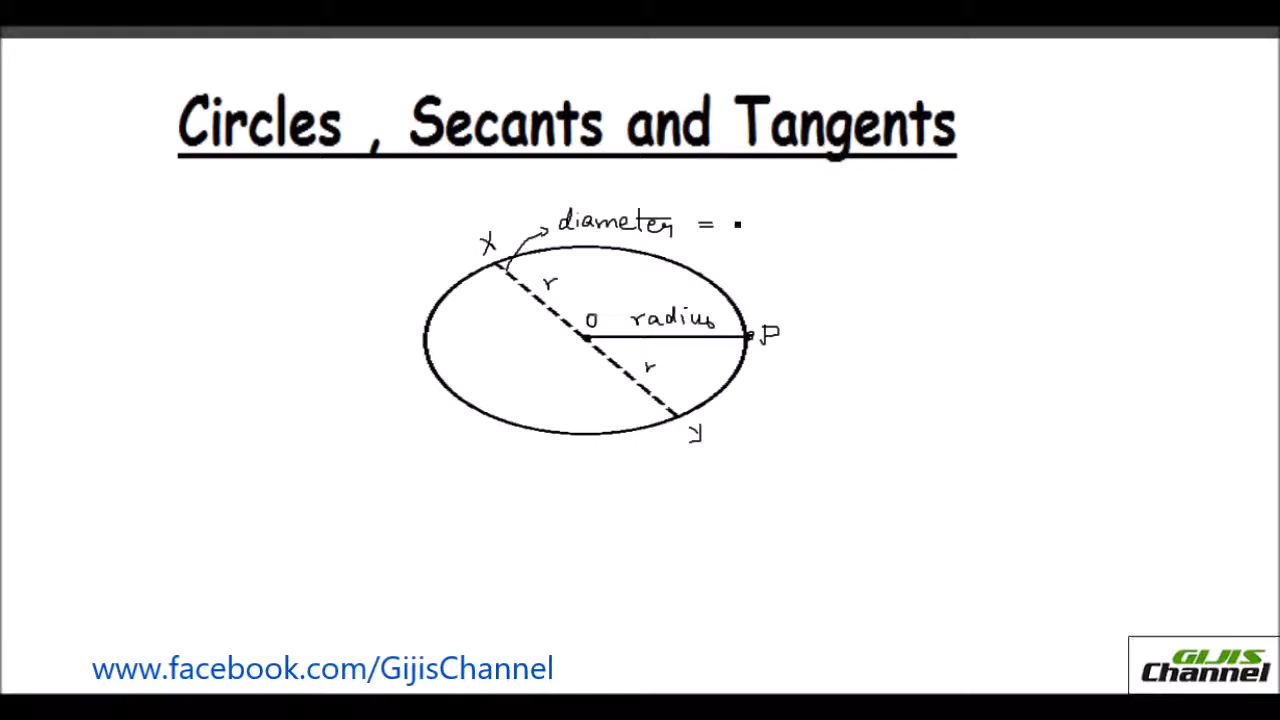 Circles , Secants and Tangents
diameter =
X
r
O radius P
r
y
www.facebook.com/GijisChannel
GIJIS
Channel